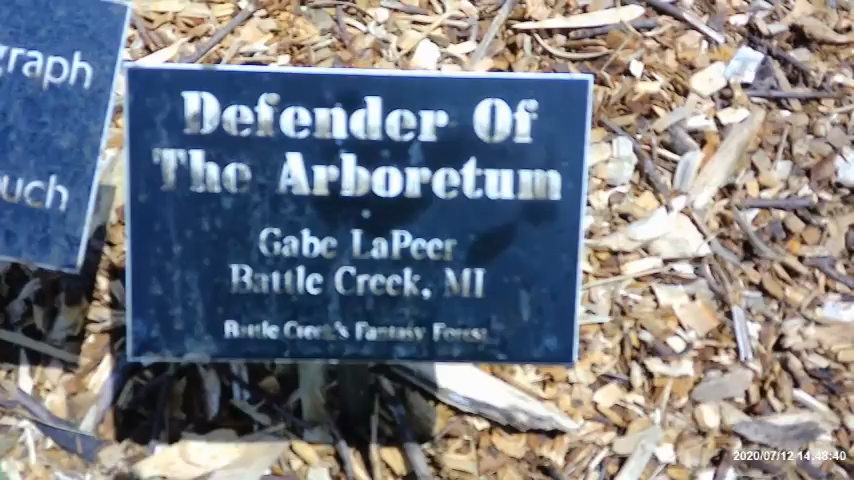 raph
uch
Defender Of
The Arboretum
Gabe LaPeer
Battle Creek, MI
Battle Creek's Fantasy Forest
2020/07/12 14:48:40